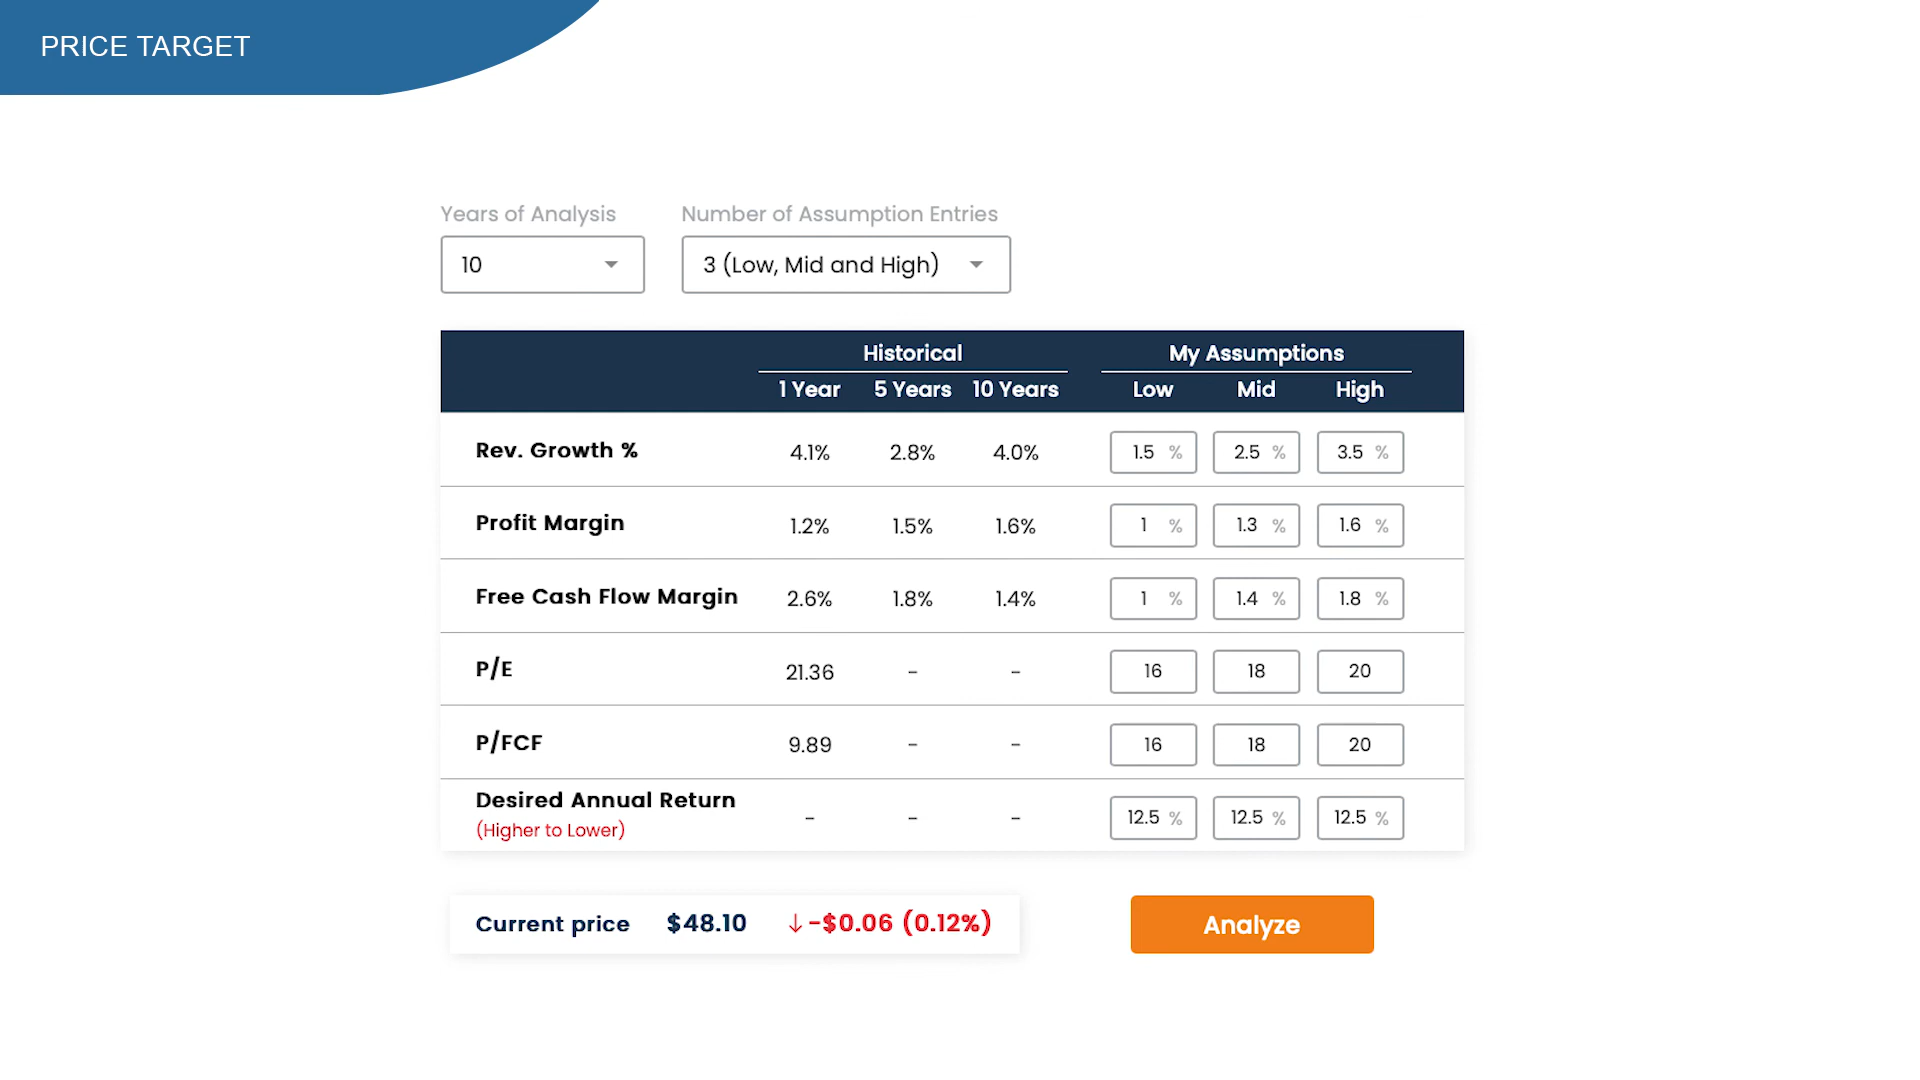 PRICE TARGET
Years of Analysis Number of Assumption Entries
10 3 (Low, Mid and High)
Historical My Assumptions
1 Year 5 Years 10 Years Low Mid High
Rev. Growth % 4.1% 2.8% 4.0% 1.5 % 2.5 % 3.5 %
Profit Margin 1.2% 1.5% 1.6% 1 % 1.3 % 1.6 %
Free Cash Flow Margin 2.6% 1.8% 1.4% 1 % 1.4 % 1.8 %
P/E 21.36 - - 16 18 20
P/FCF 9.89 - - 16 18 20
Desired Annual Return
(Higher to Lower) - - - 12.5 % 12.5 % 12.5 %
Current price $48.10 ↓-$0.06 (0.12%) Analyze